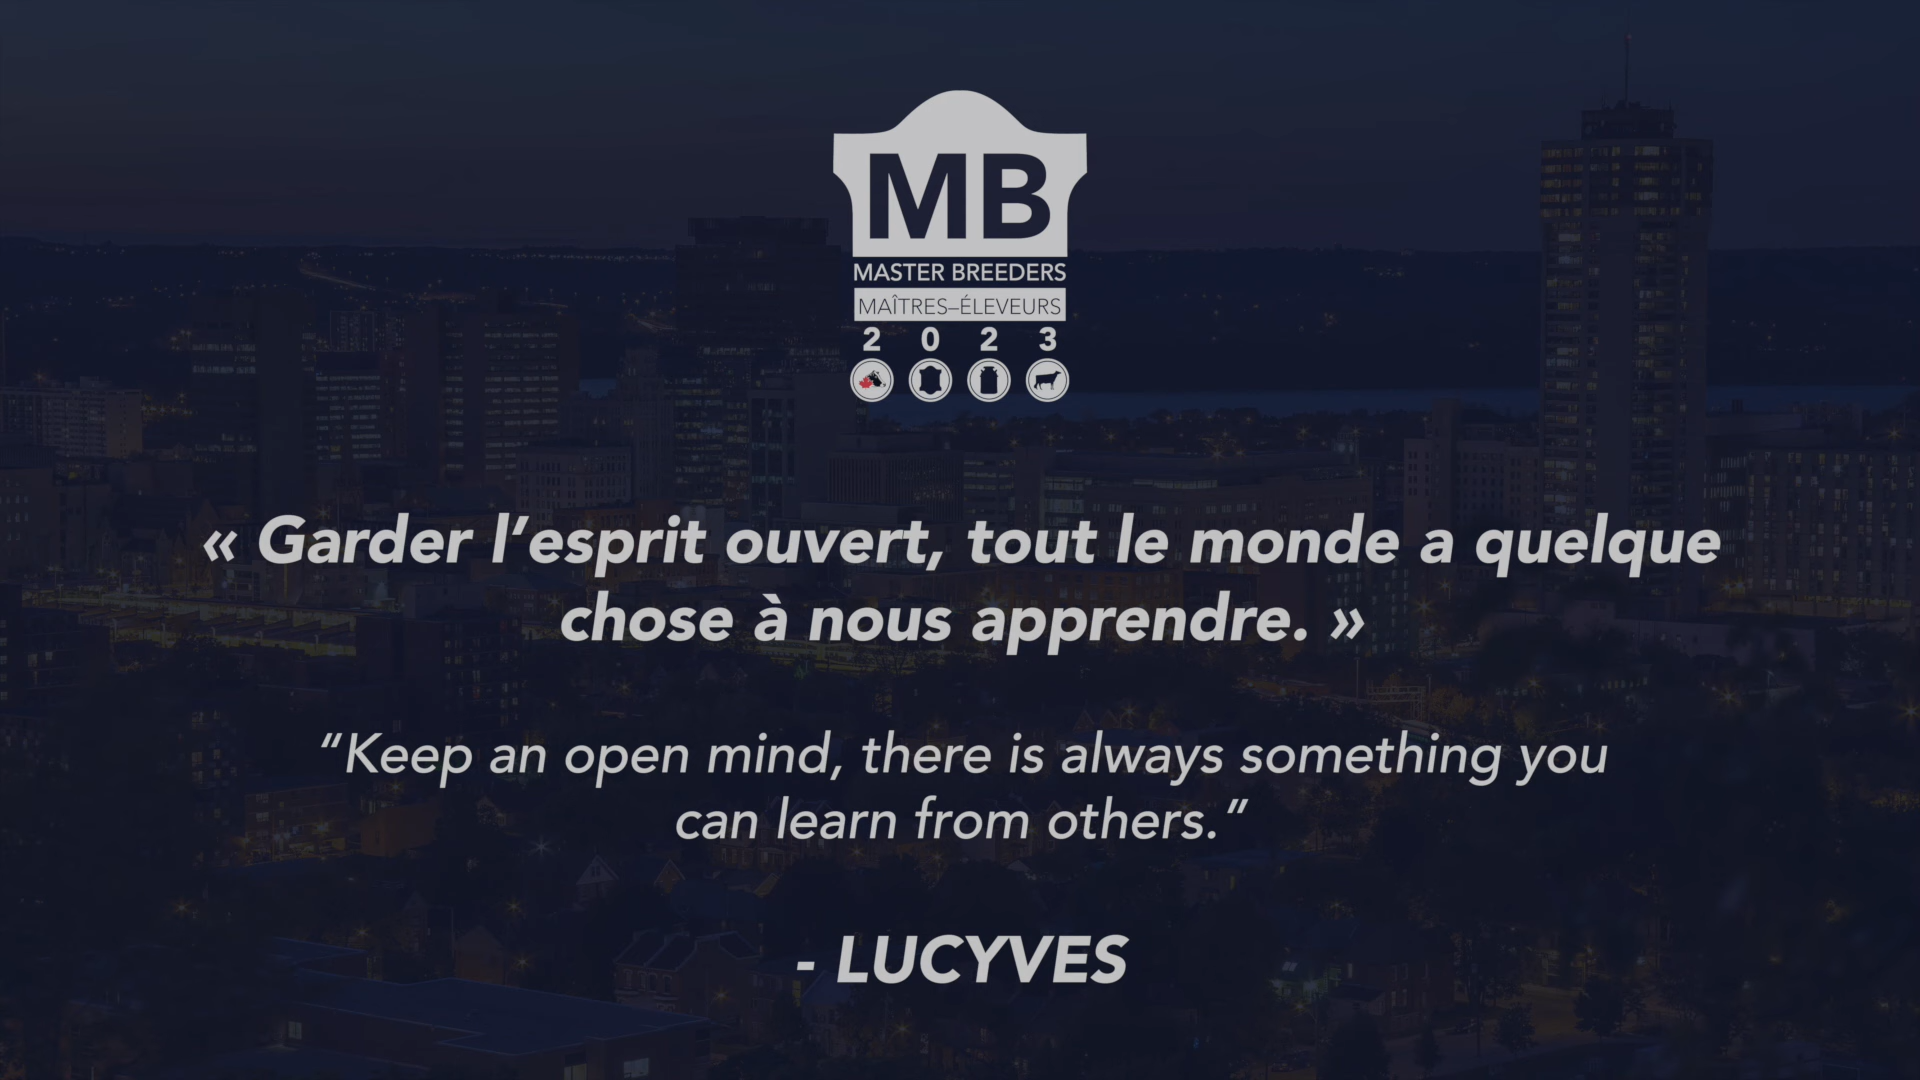 MB
MASTER BREEDERS
MAÎTRES–ÉLEVEURS
2 0 2 3
« Garder l’esprit ouvert, tout le monde a quelque
chose à nous apprendre. »
“Keep an open mind, there is always something you
can learn from others.”
- LUCYVES